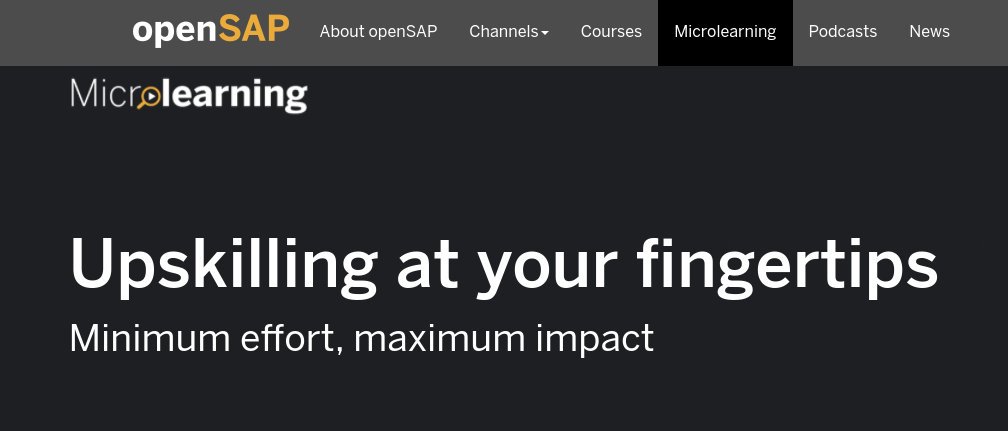 openSAP About openSAP Channels Courses Microlearning Podcasts News
Microlearning
Upskilling at your fingertips
Minimum effort, maximum impact